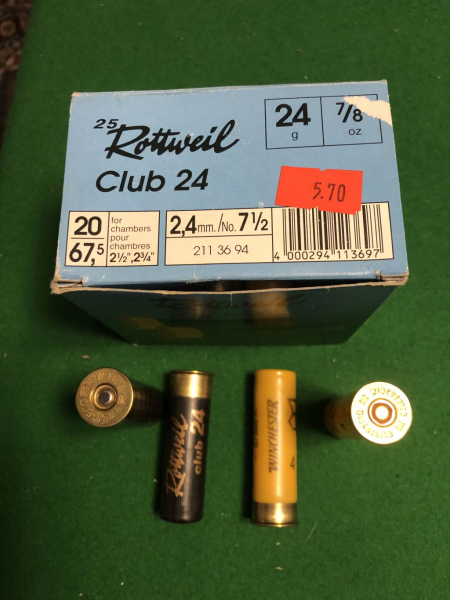 25 Rottweil
Club 24
24
g
7/8
oz
5.70
20
67,5
for
chambers
pour
chambres
2½",2¾"
2,4mm./No. 7½
211 36 94
4 000294 113697
Rottweil
club 24
WINCHESTER
4